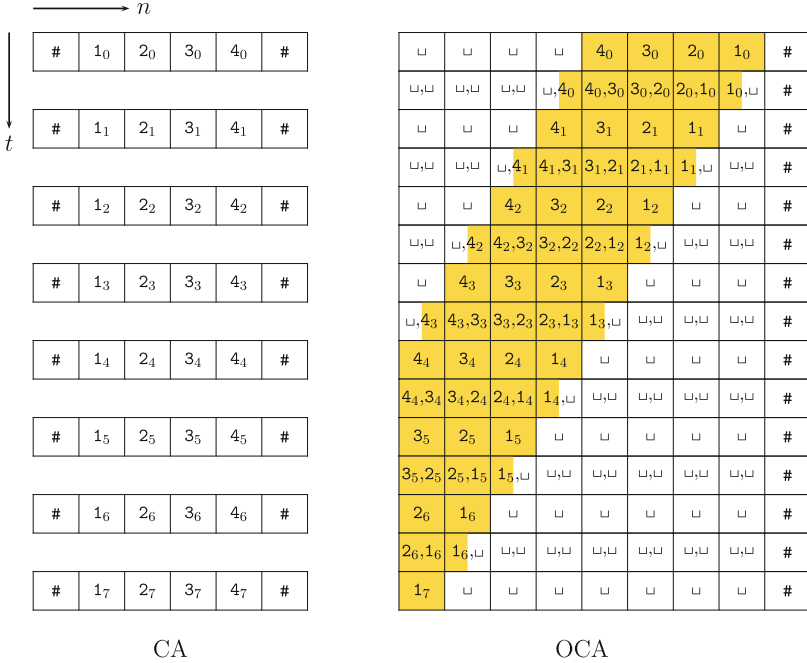 n
t
# 1₀ 2₀ 3₀ 4₀ #
# 1₁ 2₁ 3₁ 4₁ #
# 1₂ 2₂ 3₂ 4₂ #
# 1₃ 2₃ 3₃ 4₃ #
# 1₄ 2₄ 3₄ 4₄ #
# 1₅ 2₅ 3₅ 4₅ #
# 1₆ 2₆ 3₆ 4₆ #
# 1₇ 2₇ 3₇ 4₇ #
CA
⊔ ⊔ ⊔ ⊔ 4₀ 3₀ 2₀ 1₀ #
⊔,⊔ ⊔,⊔ ⊔,⊔ ⊔,4₀ 4₀,3₀ 3₀,2₀ 2₀,1₀ 1₀,⊔ #
⊔ ⊔ ⊔ 4₁ 3₁ 2₁ 1₁ ⊔ #
⊔,⊔ ⊔,⊔ ⊔,4₁ 4₁,3₁ 3₁,2₁ 2₁,1₁ 1₁,⊔ ⊔,⊔ #
⊔ ⊔ 4₂ 3₂ 2₂ 1₂ ⊔ ⊔ #
⊔,⊔ ⊔,4₂ 4₂,3₂ 3₂,2₂ 2₂,1₂ 1₂,⊔ ⊔,⊔ ⊔,⊔ #
⊔ 4₃ 3₃ 2₃ 1₃ ⊔ ⊔ ⊔ #
⊔,4₃ 4₃,3₃ 3₃,2₃ 2₃,1₃ 1₃,⊔ ⊔,⊔ ⊔,⊔ ⊔,⊔ #
4₄ 3₄ 2₄ 1₄ ⊔ ⊔ ⊔ ⊔ #
4₄,3₄ 3₄,2₄ 2₄,1₄ 1₄,⊔ ⊔,⊔ ⊔,⊔ ⊔,⊔ ⊔,⊔ #
3₅ 2₅ 1₅ ⊔ ⊔ ⊔ ⊔ ⊔ #
3₅,2₅ 2₅,1₅ 1₅,⊔ ⊔,⊔ ⊔,⊔ ⊔,⊔ ⊔,⊔ ⊔,⊔ #
2₆ 1₆ ⊔ ⊔ ⊔ ⊔ ⊔ ⊔ #
2₆,1₆ 1₆,⊔ ⊔,⊔ ⊔,⊔ ⊔,⊔ ⊔,⊔ ⊔,⊔ ⊔,⊔ #
1₇ ⊔ ⊔ ⊔ ⊔ ⊔ ⊔ ⊔ #
OCA